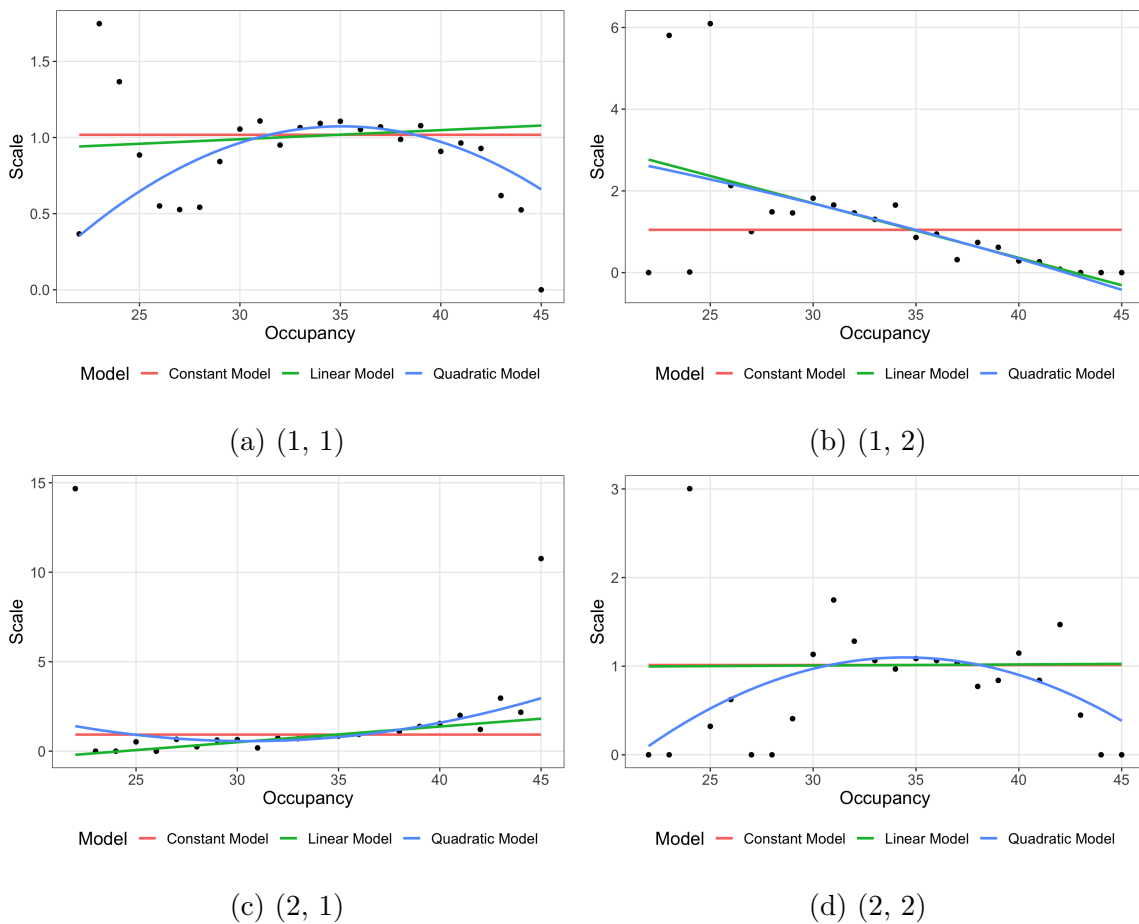 Scale
1.5
1.0
0.5
0.0
25 30 35 40 45
Occupancy
Model Constant Model Linear Model Quadratic Model
(a) (1, 1)
Scale
6
4
2
0
25 30 35 40 45
Occupancy
Model Constant Model Linear Model Quadratic Model
(b) (1, 2)
Scale
15
10
5
0
25 30 35 40 45
Occupancy
Model Constant Model Linear Model Quadratic Model
(c) (2, 1)
Scale
3
2
1
0
25 30 35 40 45
Occupancy
Model Constant Model Linear Model Quadratic Model
(d) (2, 2)